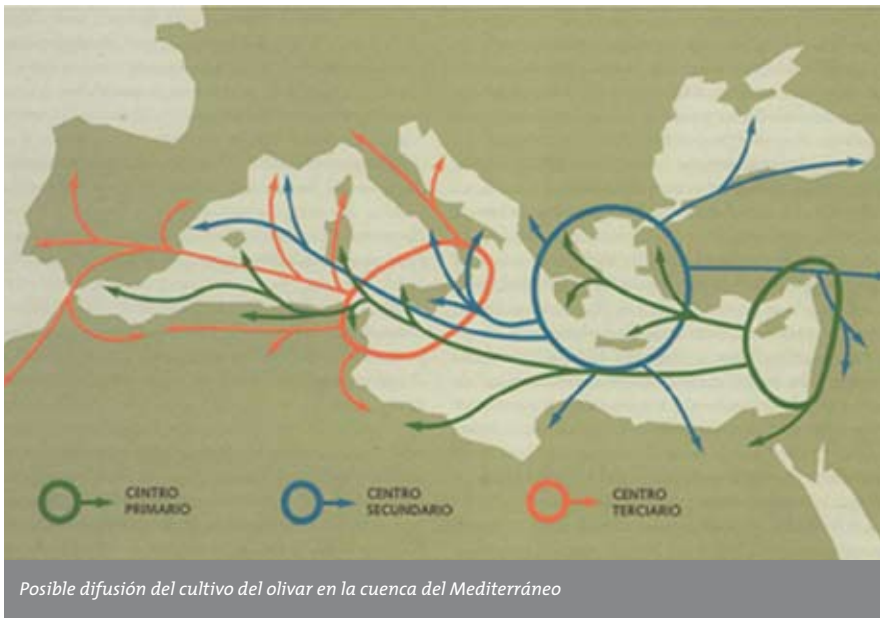 CENTRO
PRIMARIO
CENTRO
SECUNDARIO
CENTRO
TERCIARIO
Posible difusión del cultivo del olivar en la cuenca del Mediterráneo